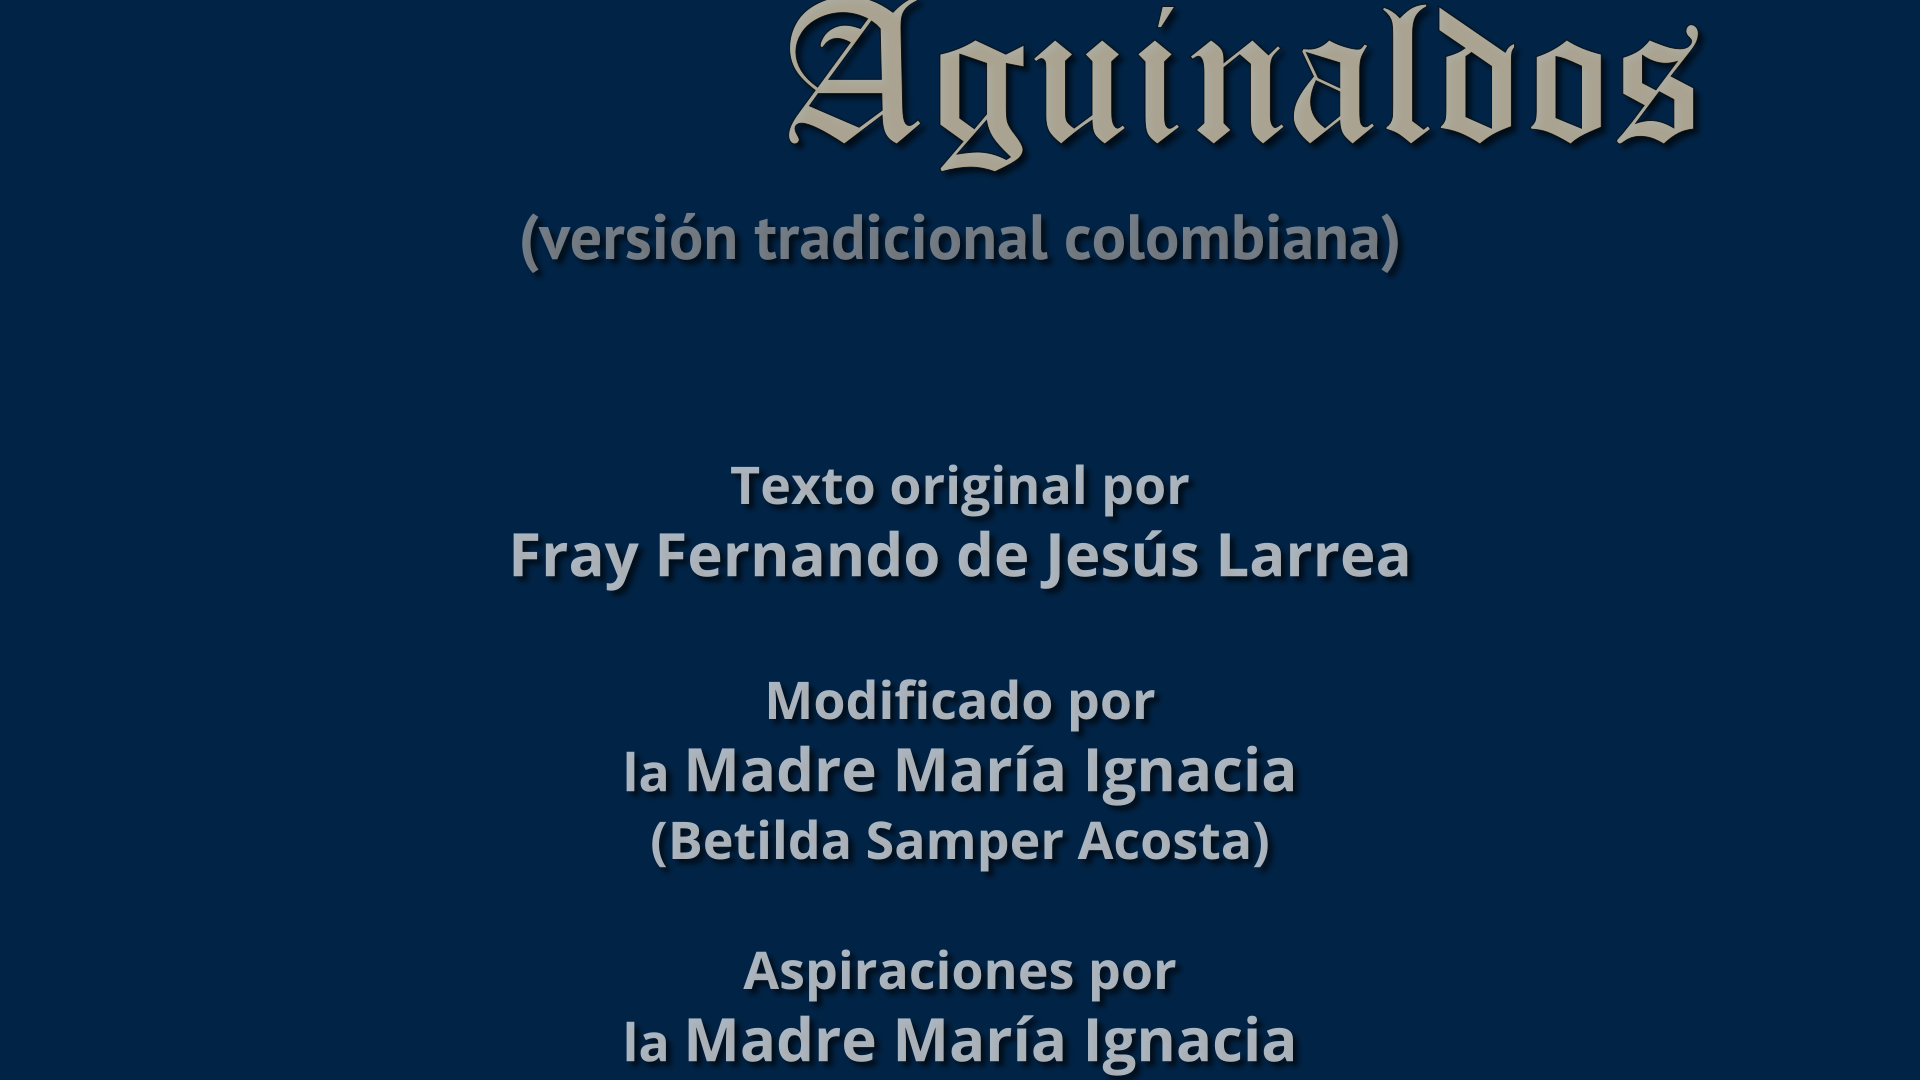 Aguinaldos
(versión tradicional colombiana)
Texto original por
Fray Fernando de Jesús Larrea
Modificado por
la Madre María Ignacia
(Betilda Samper Acosta)
Aspiraciones por
la Madre María Ignacia